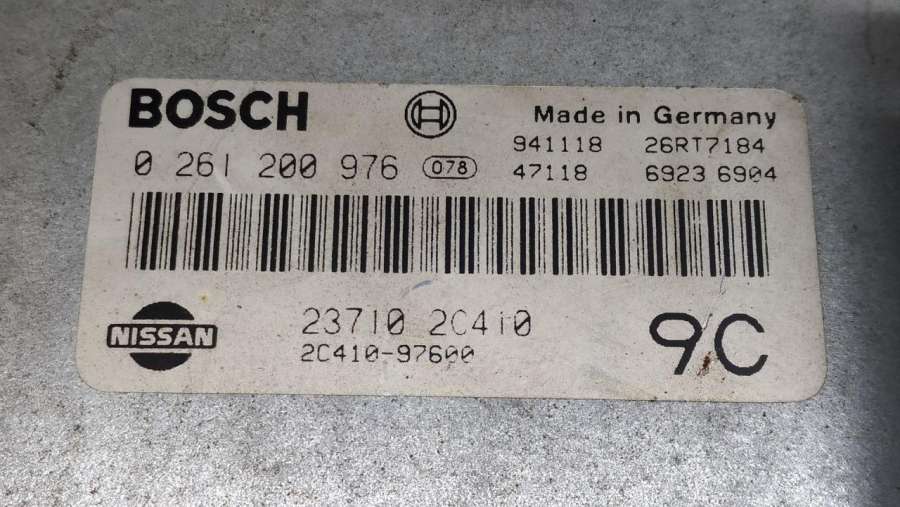 BOSCH
Made in Germany
941118 26RT7184
0 261 200 976 078 47118 6923 6904
NISSAN
23710 2C410
2C410-97600
9C